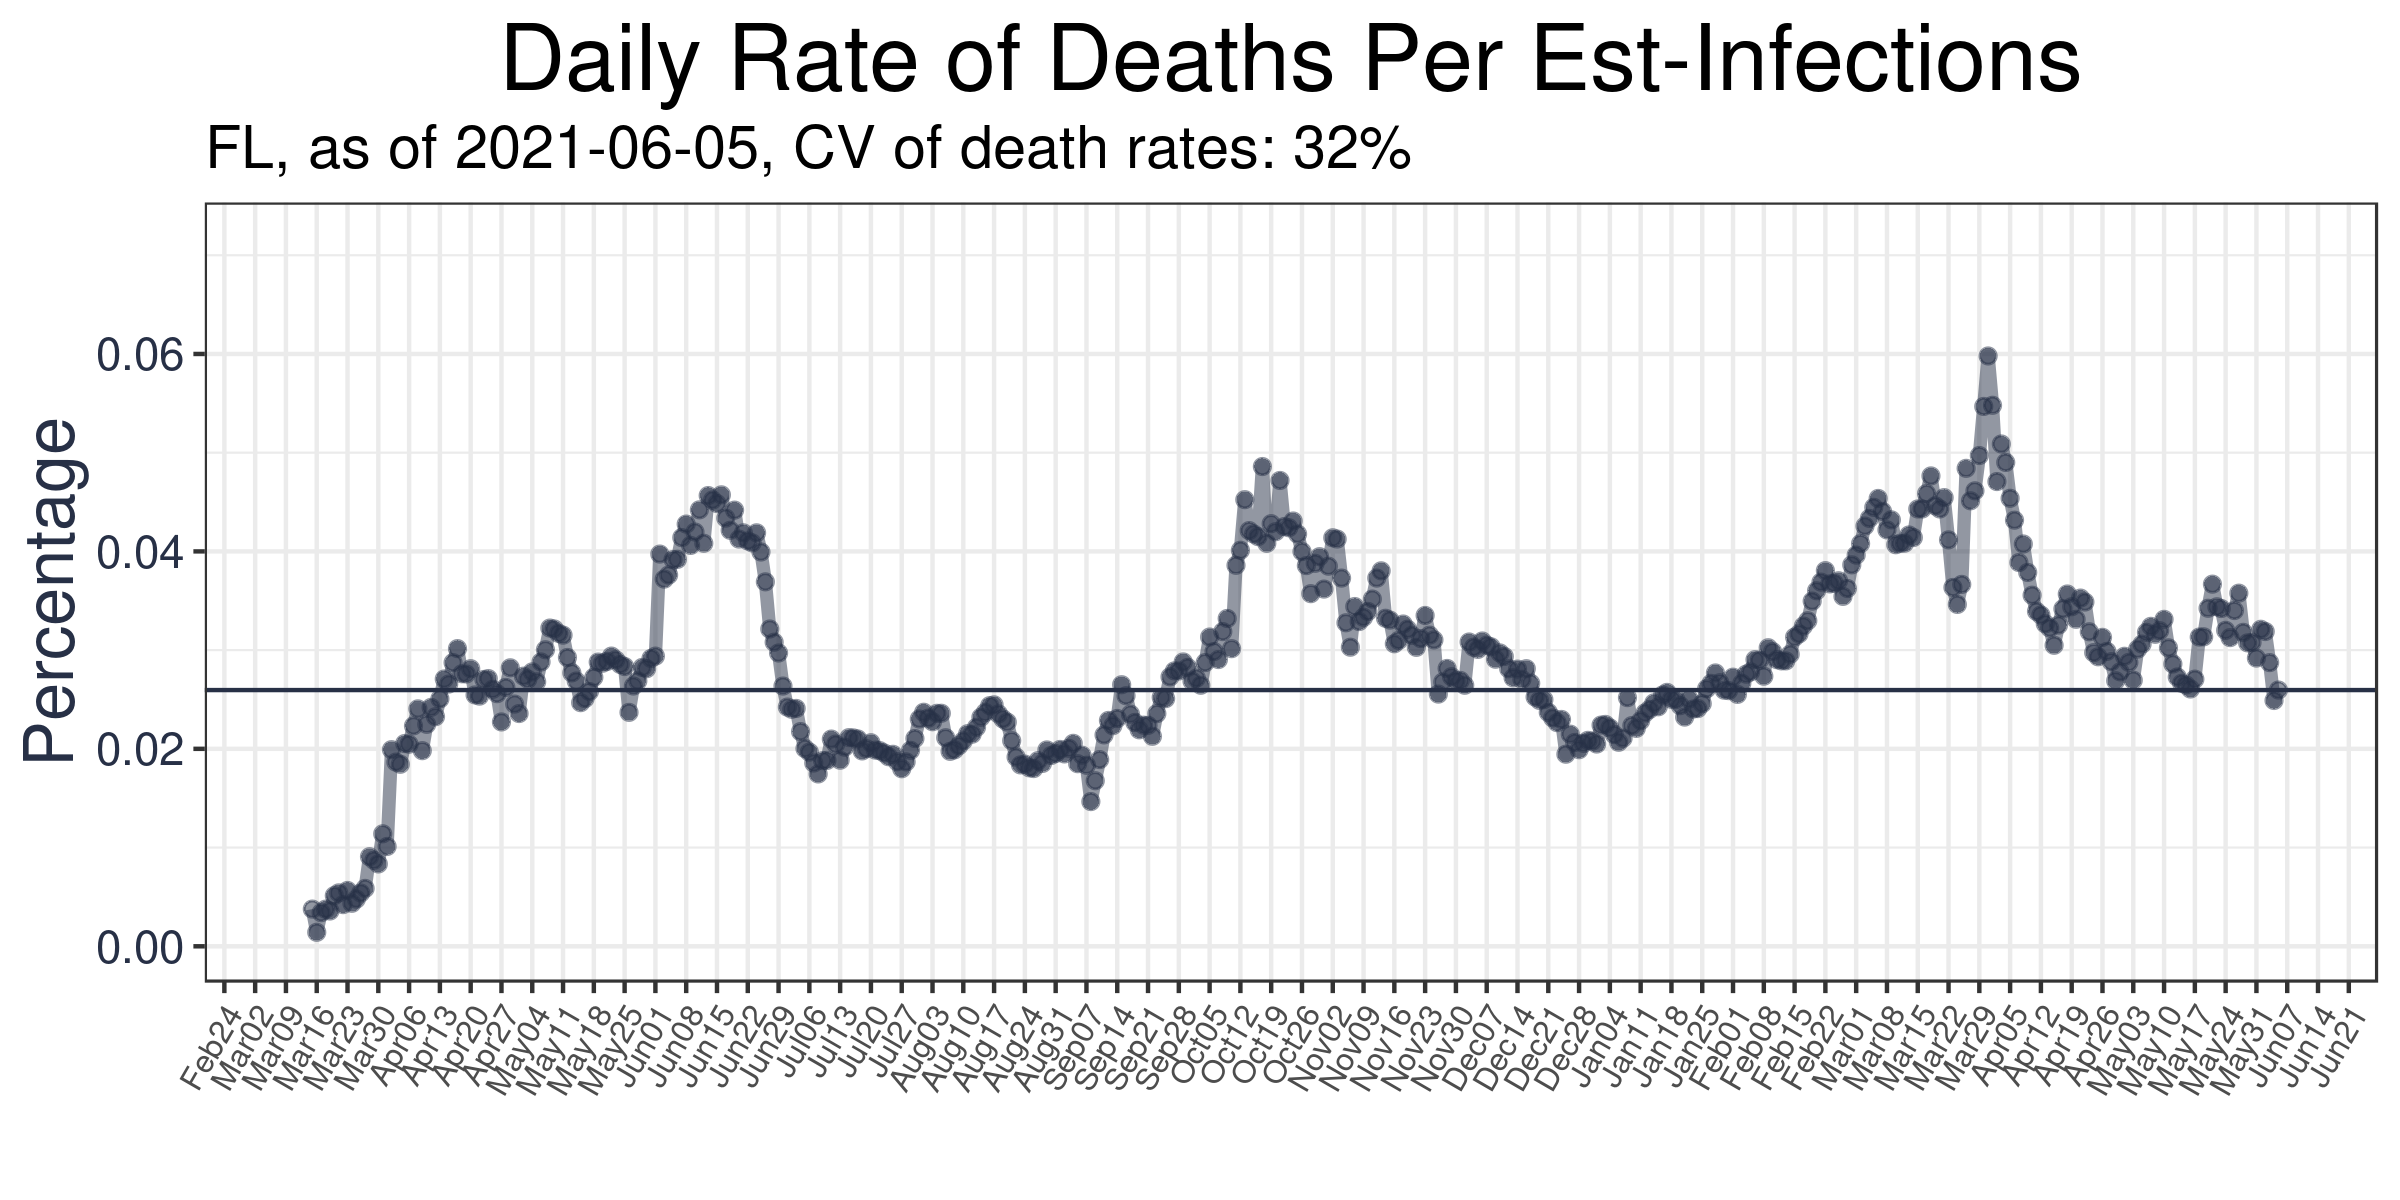 Daily Rate of Deaths Per Est-Infections
FL, as of 2021-06-05, CV of death rates: 32%
Percentage
0.06
0.04
0.02
0.00
Feb24
Mar02
Mar09
Mar16
Mar23
Mar30
Apr06
Apr13
Apr20
Apr27
May04
May11
May18
May25
Jun01
Jun08
Jun15
Jun22
Jun29
Jul06
Jul13
Jul20
Jul27
Aug03
Aug10
Aug17
Aug24
Aug31
Sep07
Sep14
Sep21
Sep28
Oct05
Oct12
Oct19
Oct26
Nov02
Nov09
Nov16
Nov23
Nov30
Dec07
Dec14
Dec21
Dec28
Jan04
Jan11
Jan18
Jan25
Feb01
Feb08
Feb15
Feb22
Mar01
Mar08
Mar15
Mar22
Mar29
Apr05
Apr12
Apr19
Apr26
May03
May10
May17
May24
May31
Jun07
Jun14
Jun21